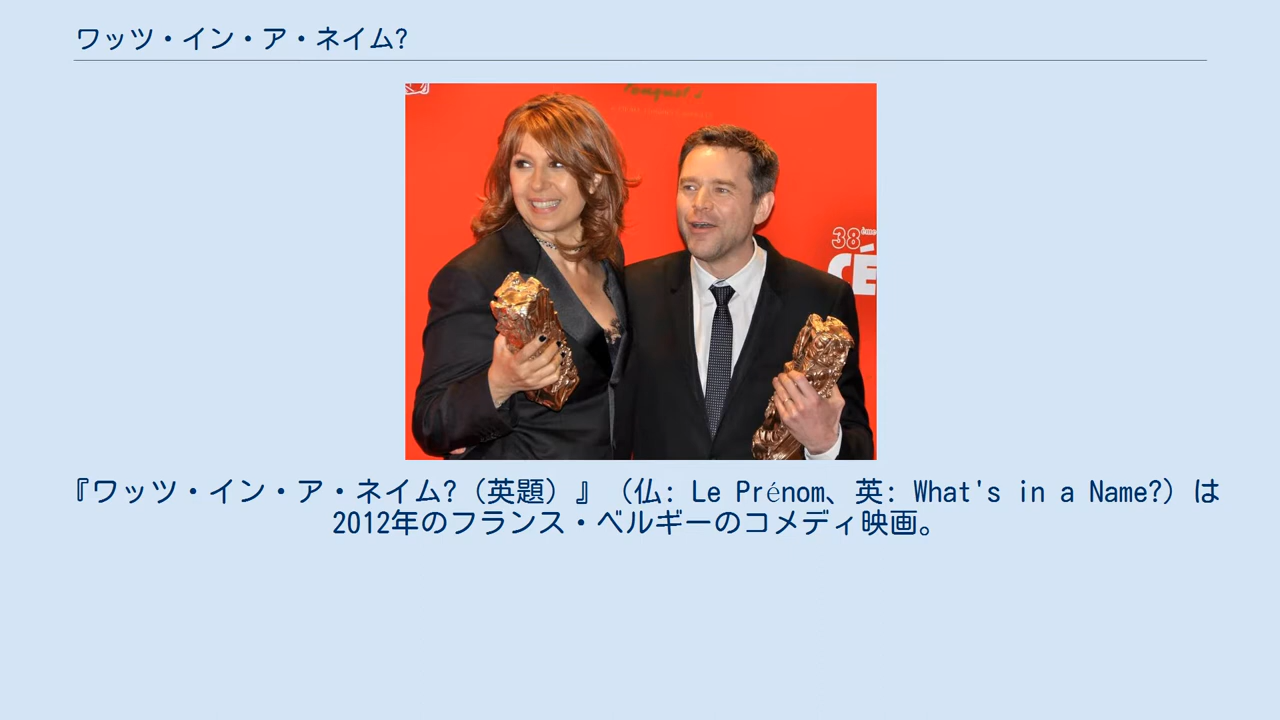 ワッツ・イン・ア・ネイム?
38ème
CÉ
『ワッツ・イン・ア・ネイム?（英題）』（仏: Le Prénom、英: What's in a Name?）は
2012年のフランス・ベルギーのコメディ映画。